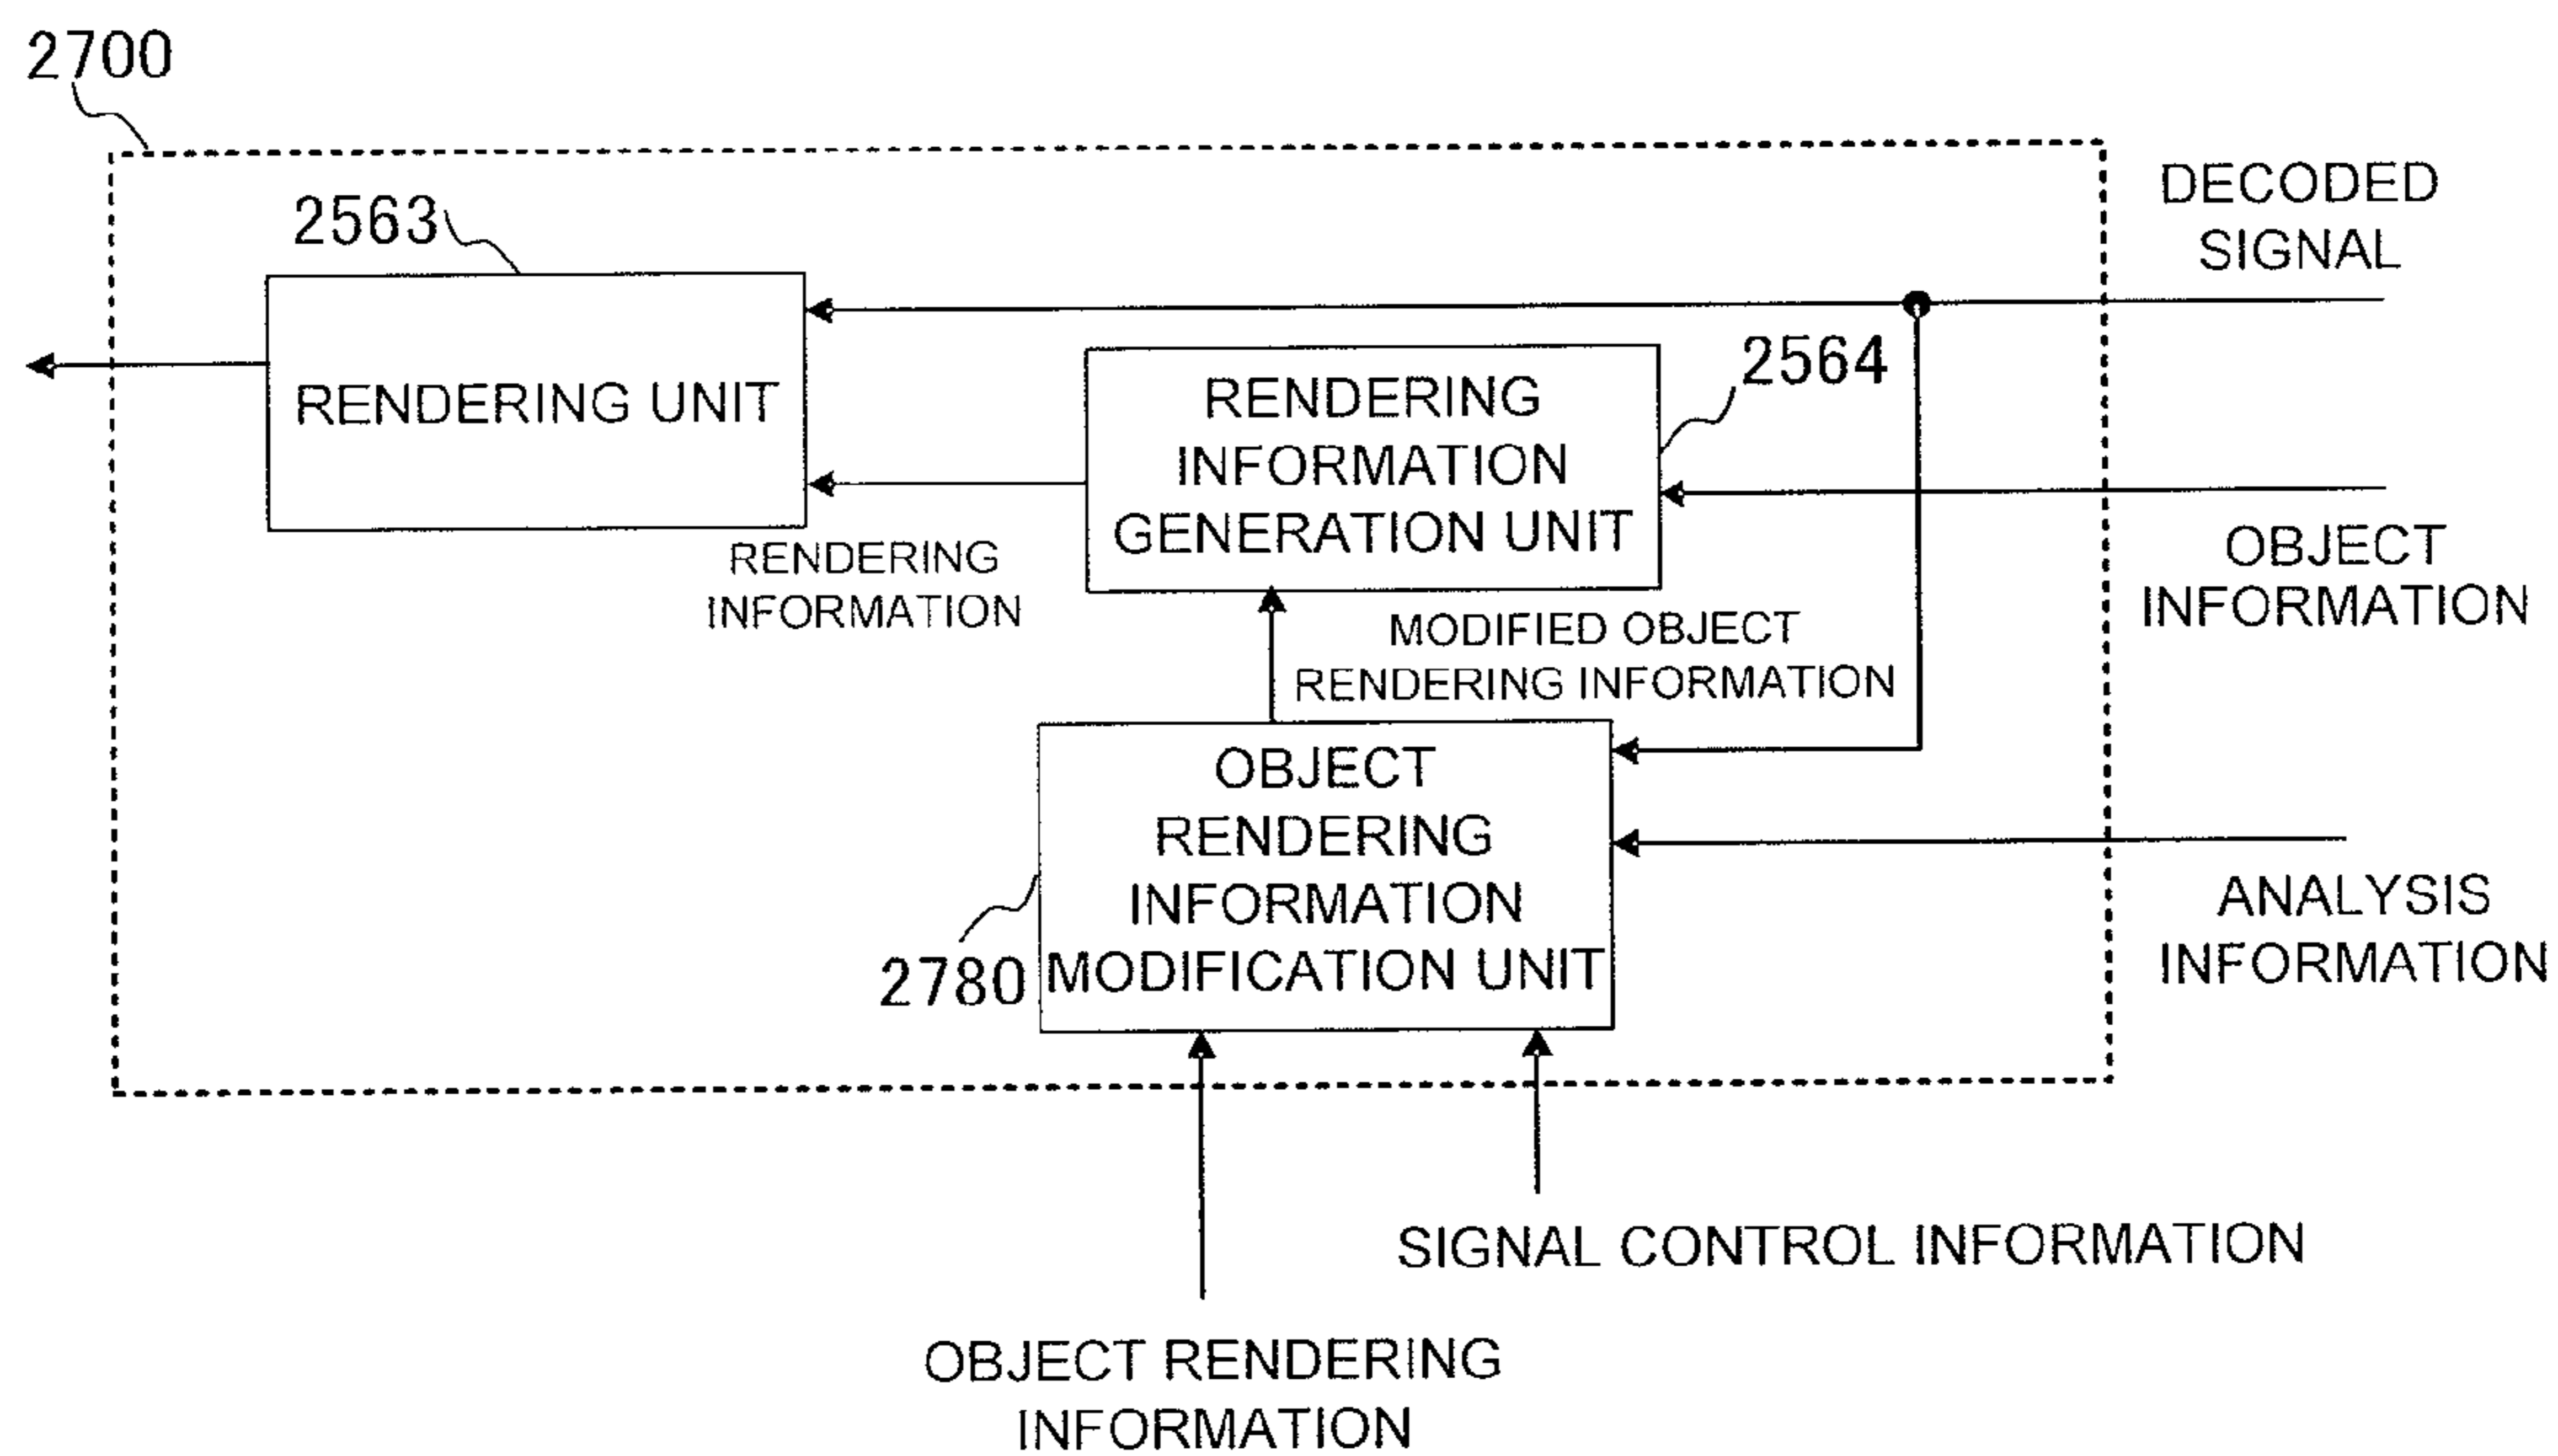 2700
DECODED
SIGNAL
2563
RENDERING UNIT
2564
RENDERING
INFORMATION
GENERATION UNIT
RENDERING
INFORMATION
OBJECT
INFORMATION
MODIFIED OBJECT
RENDERING INFORMATION
OBJECT
RENDERING
INFORMATION
MODIFICATION UNIT
2780
ANALYSIS
INFORMATION
SIGNAL CONTROL INFORMATION
OBJECT RENDERING
INFORMATION